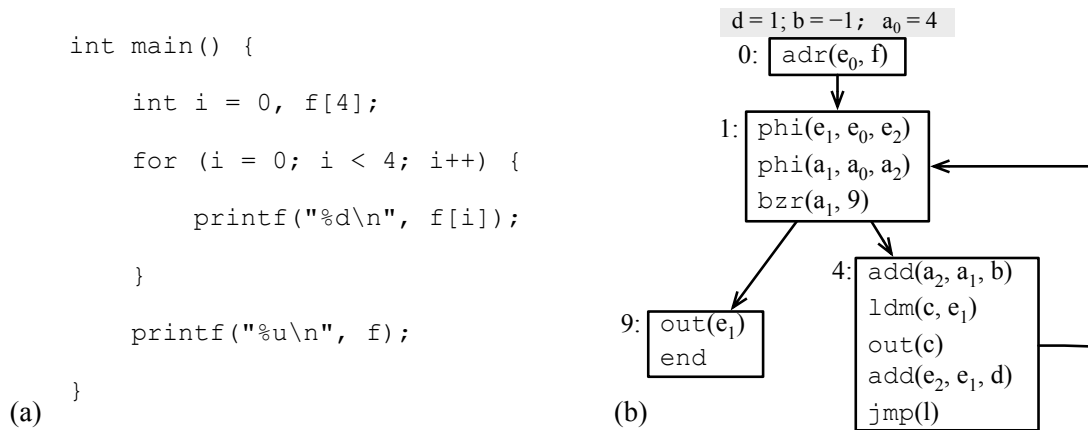 int main() {
int i = 0, f[4];
for (i = 0; i < 4; i++) {
printf("%d\n", f[i]);
}
printf("%u\n", f);
}
(a)
d = 1; b = −1; a₀ = 4
0: adr(e₀, f)
1: phi(e₁, e₀, e₂)
phi(a₁, a₀, a₂)
bzr(a₁, 9)
4: add(a₂, a₁, b)
ldm(c, e₁)
out(c)
add(e₂, e₁, d)
jmp(l)
9: out(e₁)
end
(b)